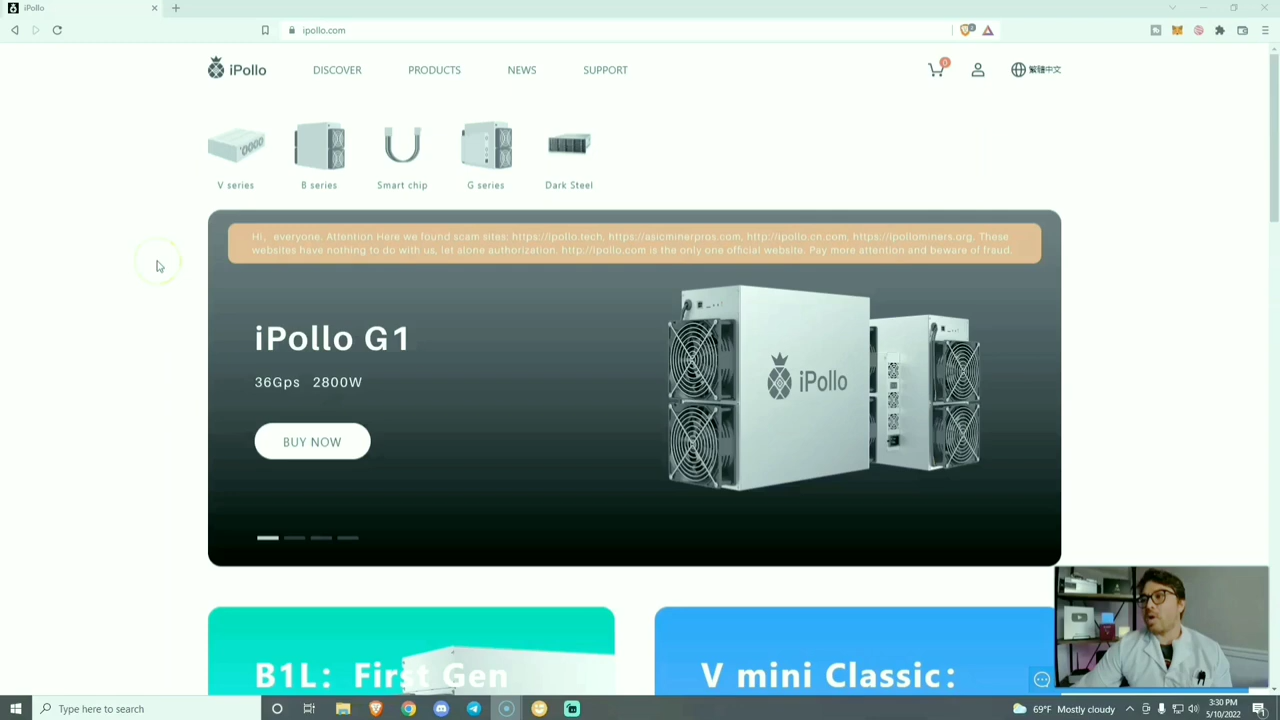 iPollo
ipollo.com
2
iPollo
DISCOVER
PRODUCTS
NEWS
SUPPORT
0
繁體中文
V series
B series
Smart chip
G series
Dark Steel
Hi, everyone. Attention Here we found scam sites: https://ipollo.tech, https://asicminerpros.com, http://ipollo.cn.com, https://ipollominers.org. These
websites have nothing to do with us, let alone authorization. http://ipollo.com is the only one official website. Pay more attention and beware of fraud.
iPollo G1
36Gps 2800W
BUY NOW
iPollo
B1L: First Gen
V mini Classic:
Type here to search
69°F Mostly cloudy
3:30 PM
5/10/2022